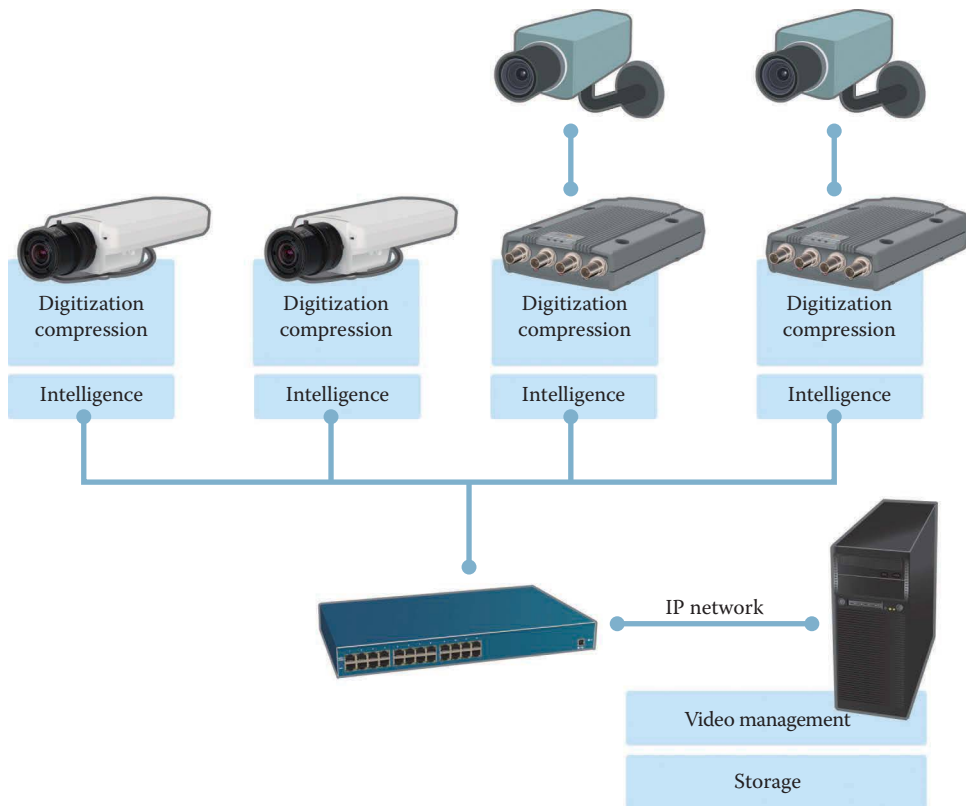 Digitization
compression
Digitization
compression
Digitization
compression
Digitization
compression
Intelligence
Intelligence
Intelligence
Intelligence
IP network
Video management
Storage